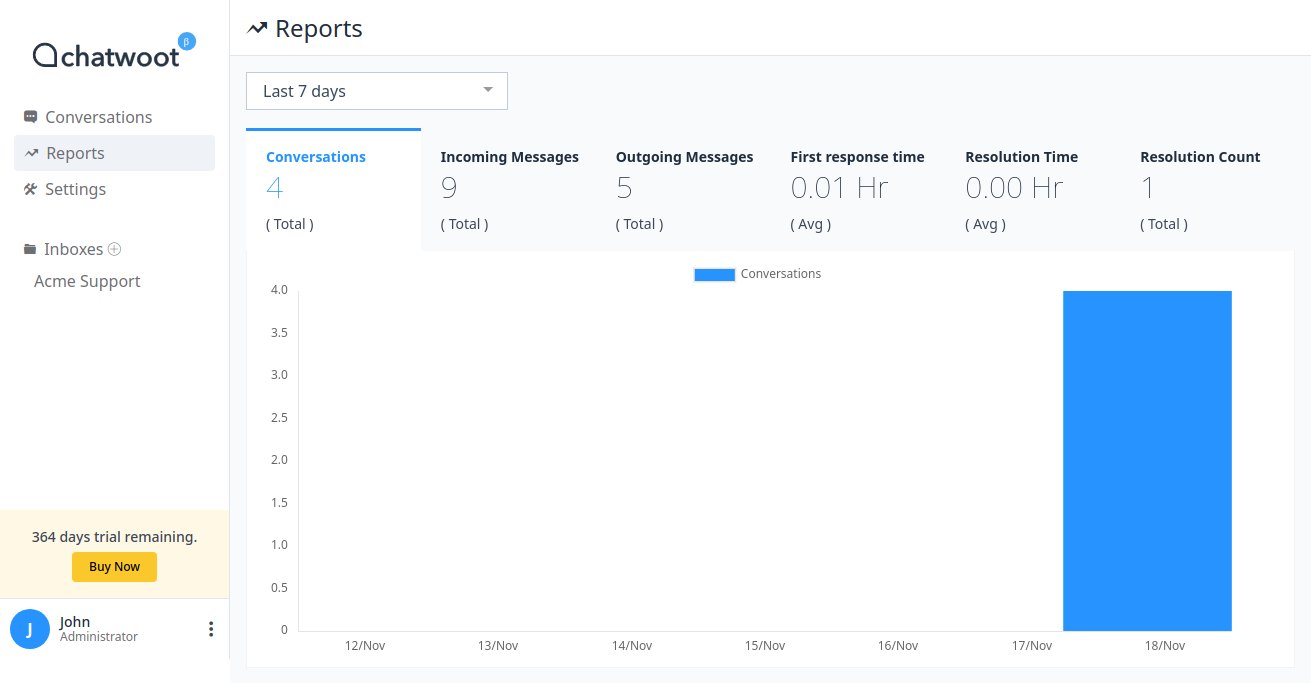 chatwoot β
Conversations
Reports
Settings
Inboxes
Acme Support
364 days trial remaining.
Buy Now
J
John
Administrator
Reports
Last 7 days
Conversations
4
( Total )
Incoming Messages
9
( Total )
Outgoing Messages
5
( Total )
First response time
0.01 Hr
( Avg )
Resolution Time
0.00 Hr
( Avg )
Resolution Count
1
( Total )
Conversations
4.0
3.5
3.0
2.5
2.0
1.5
1.0
0.5
0
12/Nov 13/Nov 14/Nov 15/Nov 16/Nov 17/Nov 18/Nov